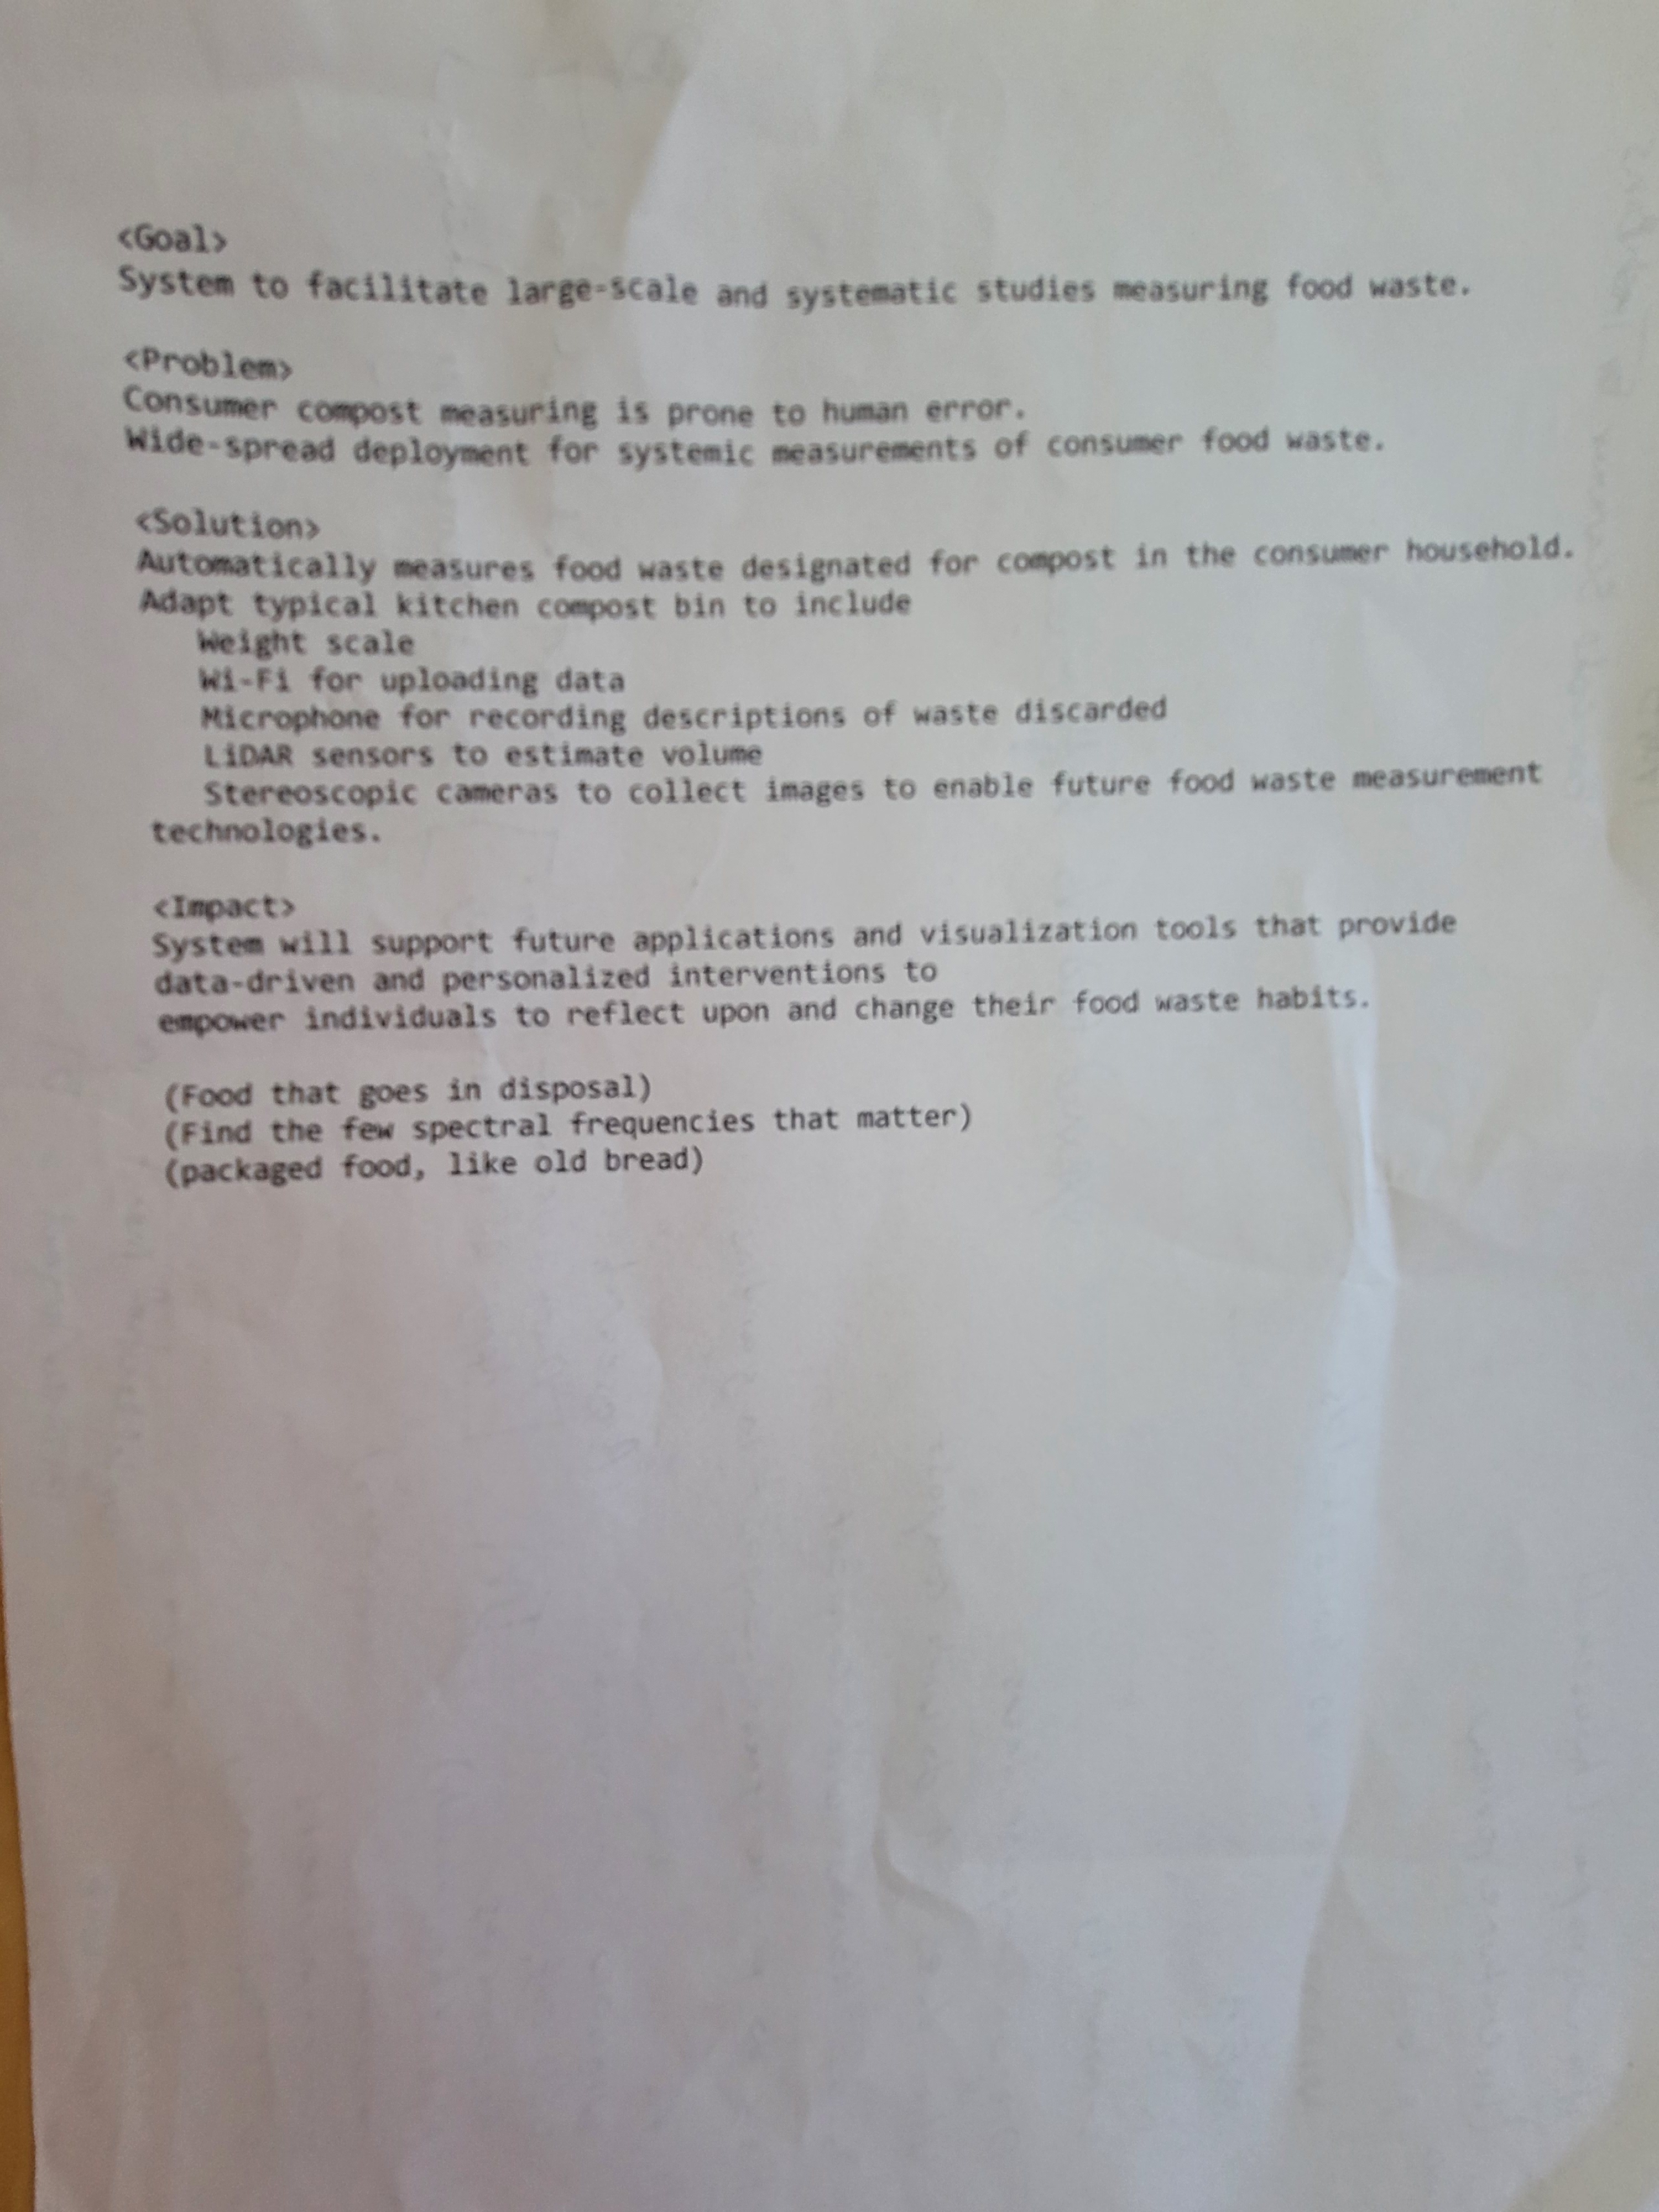 <Goal>
System to facilitate large-scale and systematic studies measuring food waste.
<Problem>
Consumer compost measuring is prone to human error.
Wide-spread deployment for systemic measurements of consumer food waste.
<Solution>
Automatically measures food waste designated for compost in the consumer household.
Adapt typical kitchen compost bin to include
Weight scale
Wi-Fi for uploading data
Microphone for recording descriptions of waste discarded
LiDAR sensors to estimate volume
Stereoscopic cameras to collect images to enable future food waste measurement
technologies.
<Impact>
System will support future applications and visualization tools that provide
data-driven and personalized interventions to
empower individuals to reflect upon and change their food waste habits.
(Food that goes in disposal)
(Find the few spectral frequencies that matter)
(packaged food, like old bread)